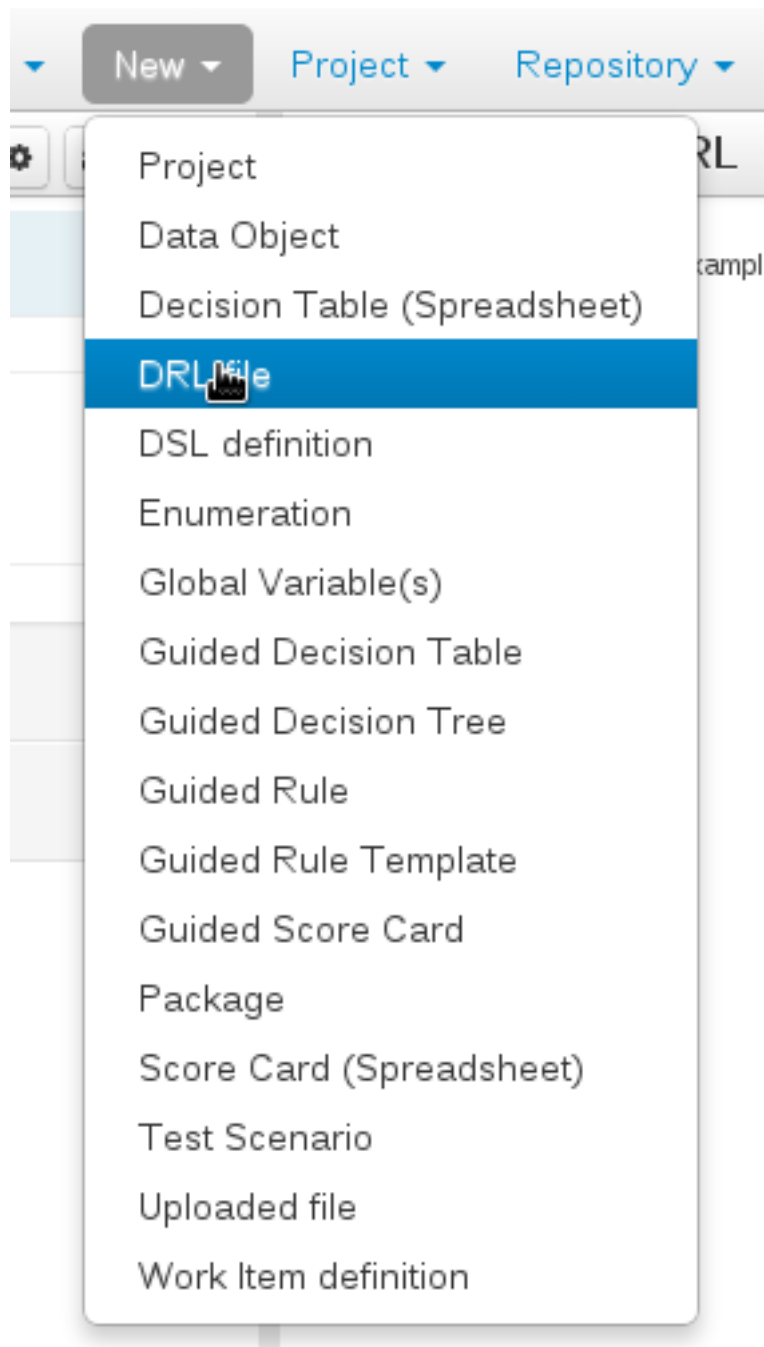 New Project Repository
RL
Project
Data Object
xampl
Decision Table (Spreadsheet)
DRL file
DSL definition
Enumeration
Global Variable(s)
Guided Decision Table
Guided Decision Tree
Guided Rule
Guided Rule Template
Guided Score Card
Package
Score Card (Spreadsheet)
Test Scenario
Uploaded file
Work Item definition